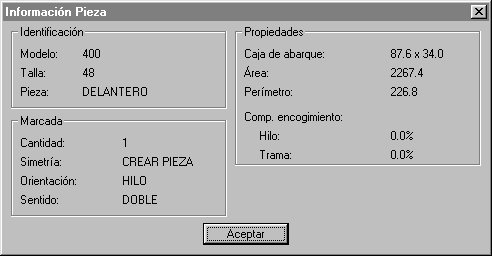 Información Pieza
Identificación
Modelo: 400
Talla: 48
Pieza: DELANTERO
Marcada
Cantidad: 1
Simetría: CREAR PIEZA
Orientación: HILO
Sentido: DOBLE
Propiedades
Caja de abarque: 87.6 x 34.0
Área: 2267.4
Perímetro: 226.8
Comp. encogimiento:
Hilo: 0.0%
Trama: 0.0%
Aceptar